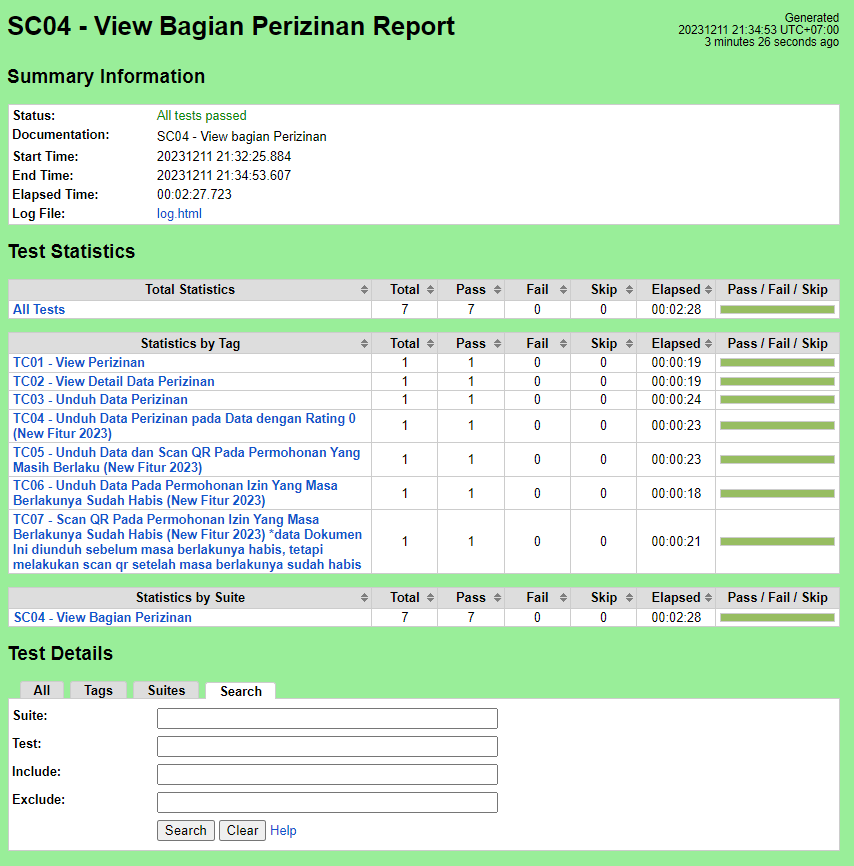 SC04 - View Bagian Perizinan Report
Generated
20231211 21:34:53 UTC+07:00
3 minutes 26 seconds ago
Summary Information
Status: All tests passed
Documentation: SC04 - View bagian Perizinan
Start Time: 20231211 21:32:25.884
End Time: 20231211 21:34:53.607
Elapsed Time: 00:02:27.723
Log File: log.html
Test Statistics
Total Statistics Total Pass Fail Skip Elapsed Pass / Fail / Skip
All Tests 7 7 0 0 00:02:28
Statistics by Tag Total Pass Fail Skip Elapsed Pass / Fail / Skip
TC01 - View Perizinan 1 1 0 0 00:00:19
TC02 - View Detail Data Perizinan 1 1 0 0 00:00:19
TC03 - Unduh Data Perizinan 1 1 0 0 00:00:24
TC04 - Unduh Data Perizinan pada Data dengan Rating 0
(New Fitur 2023) 1 1 0 0 00:00:23
TC05 - Unduh Data dan Scan QR Pada Permohonan Yang
Masih Berlaku (New Fitur 2023) 1 1 0 0 00:00:23
TC06 - Unduh Data Pada Permohonan Izin Yang Masa
Berlakunya Sudah Habis (New Fitur 2023) 1 1 0 0 00:00:18
TC07 - Scan QR Pada Permohonan Izin Yang Masa
Berlakunya Sudah Habis (New Fitur 2023) *data Dokumen
Ini diunduh sebelum masa berlakunya habis, tetapi
melakukan scan qr setelah masa berlakunya sudah habis 1 1 0 0 00:00:21
Statistics by Suite Total Pass Fail Skip Elapsed Pass / Fail / Skip
SC04 - View Bagian Perizinan 7 7 0 0 00:02:28
Test Details
All Tags Suites Search
Suite:
Test:
Include:
Exclude:
Search Clear Help